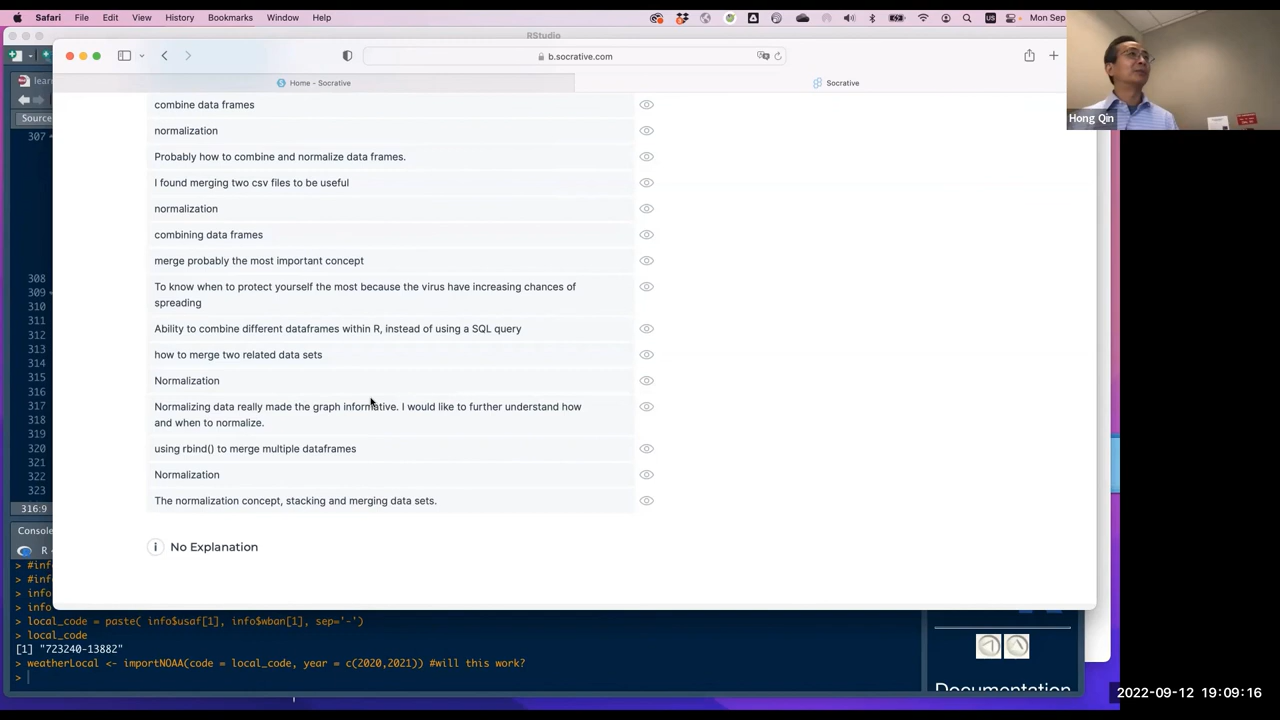 Safari File Edit View History Bookmarks Window Help US Mon Sep
RStudio
b.socrative.com
Home - Socrative
Socrative
Hong Qin
lear
Source
307
308
309
310
311
312
313
314
315
316
317
318
319
320
321
322
323
combine data frames
normalization
Probably how to combine and normalize data frames.
I found merging two csv files to be useful
normalization
combining data frames
merge probably the most important concept
To know when to protect yourself the most because the virus have increasing chances of
spreading
Ability to combine different dataframes within R, instead of using a SQL query
how to merge two related data sets
Normalization
Normalizing data really made the graph informative. I would like to further understand how
and when to normalize.
using rbind() to merge multiple dataframes
Normalization
The normalization concept, stacking and merging data sets.
i No Explanation
316:9
Console
R
> #inf
> #inf
> info
> info
> local_code = paste( info$usaf[1], info$wban[1], sep='-')
> local_code
[1] "723240-13882"
> weatherLocal <- importNOAA(code = local_code, year = c(2020,2021)) #will this work?
>
Documentation
2022-09-12 19:09:16